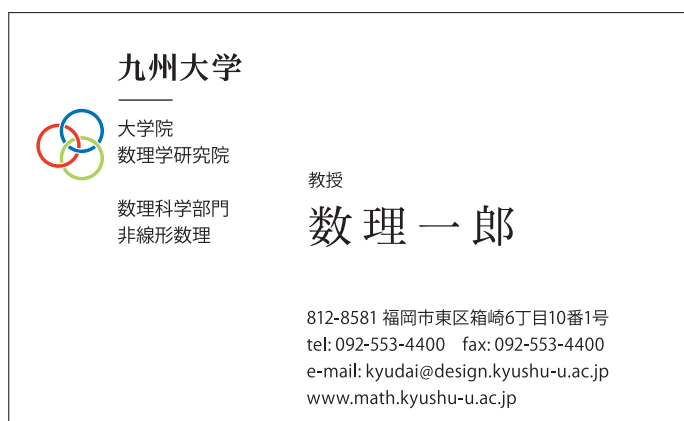 九州大学
大学院
数理学研究院
数理科学部門
非線形数理
教授
数理一郎
812-8581 福岡市東区箱崎6丁目10番1号
tel: 092-553-4400 fax: 092-553-4400
e-mail: kyudai@design.kyushu-u.ac.jp
www.math.kyushu-u.ac.jp